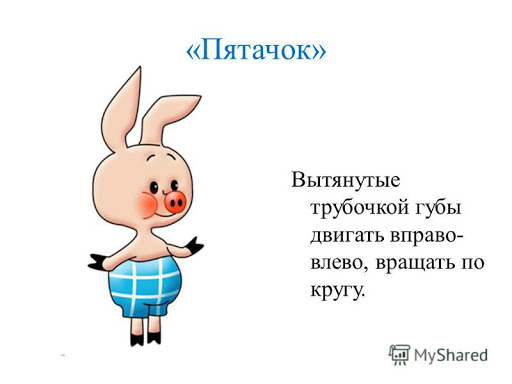 «Пятачок»
Вытянутые
трубочкой губы
двигать вправо-
влево, вращать по
кругу.
MyShared